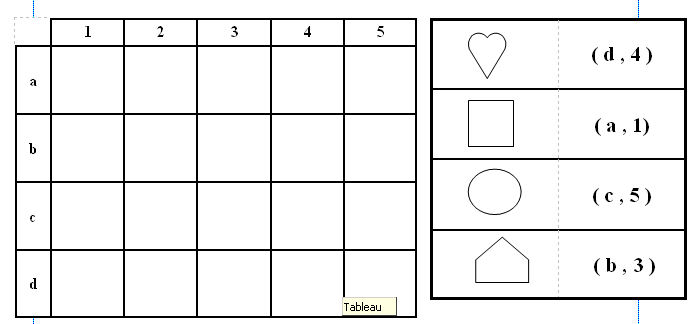 1 2 3 4 5
a
b
c
d
( d , 4 )
( a , 1)
( c , 5 )
( b , 3 )
Tableau